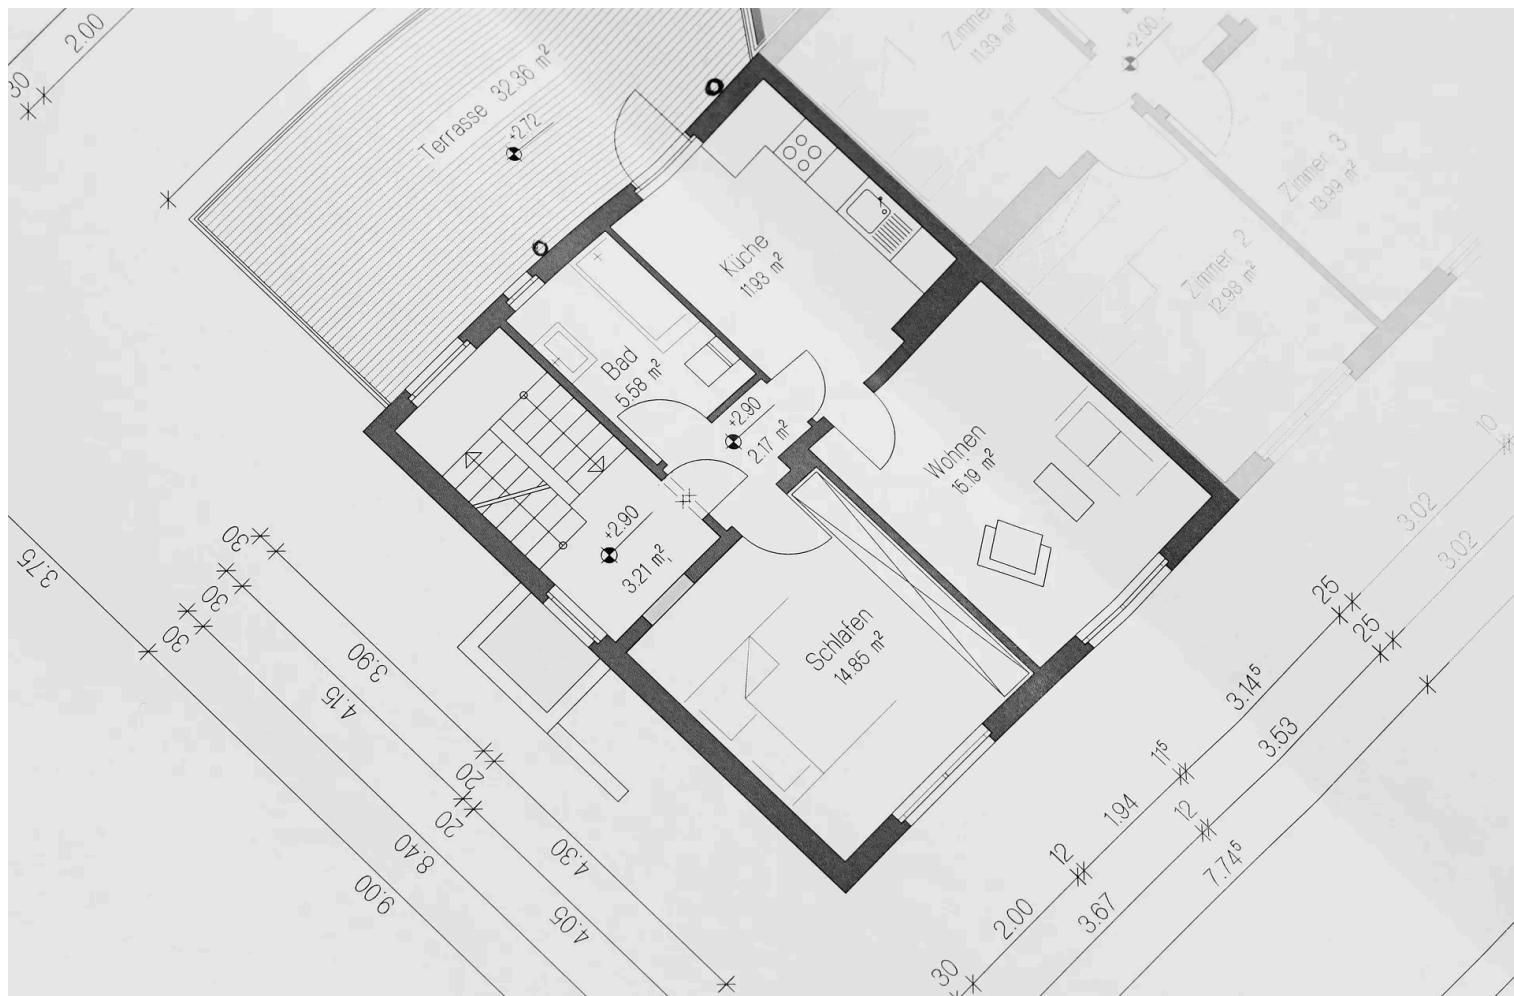 2.00
30
Terrasse 32.36 m²
+2.72
Zimmer
11.39 m²
+2.00
Zimmer 3
13.99 m²
Zimmer 2
12.98 m²
Küche
11.93 m²
Bad
5.58 m²
+2.90
2.17 m²
Wohnen
15.19 m²
+2.90
3.21 m²
Schlafen
14.85 m²
3.75
30
30
30
3.90
4.15
20
20
8.40
9.00
4.30
4.05
10
3.02
3.02
25
25
3.14⁵
3.53
11⁵
1.94
12
7.74⁵
12
2.00
3.67
30